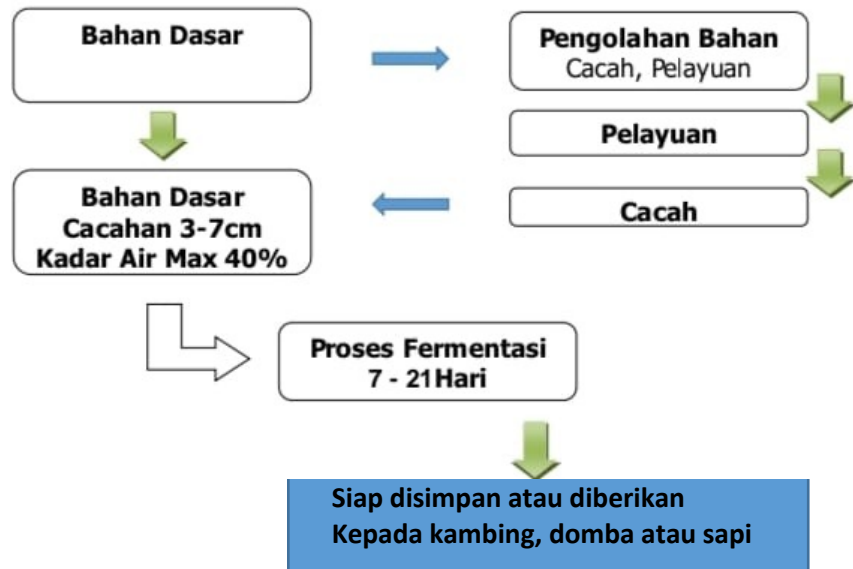 Bahan Dasar
Pengolahan Bahan
Cacah, Pelayuan
Pelayuan
Cacah
Bahan Dasar
Cacahan 3-7cm
Kadar Air Max 40%
Proses Fermentasi
7 - 21Hari
Siap disimpan atau diberikan
Kepada kambing, domba atau sapi